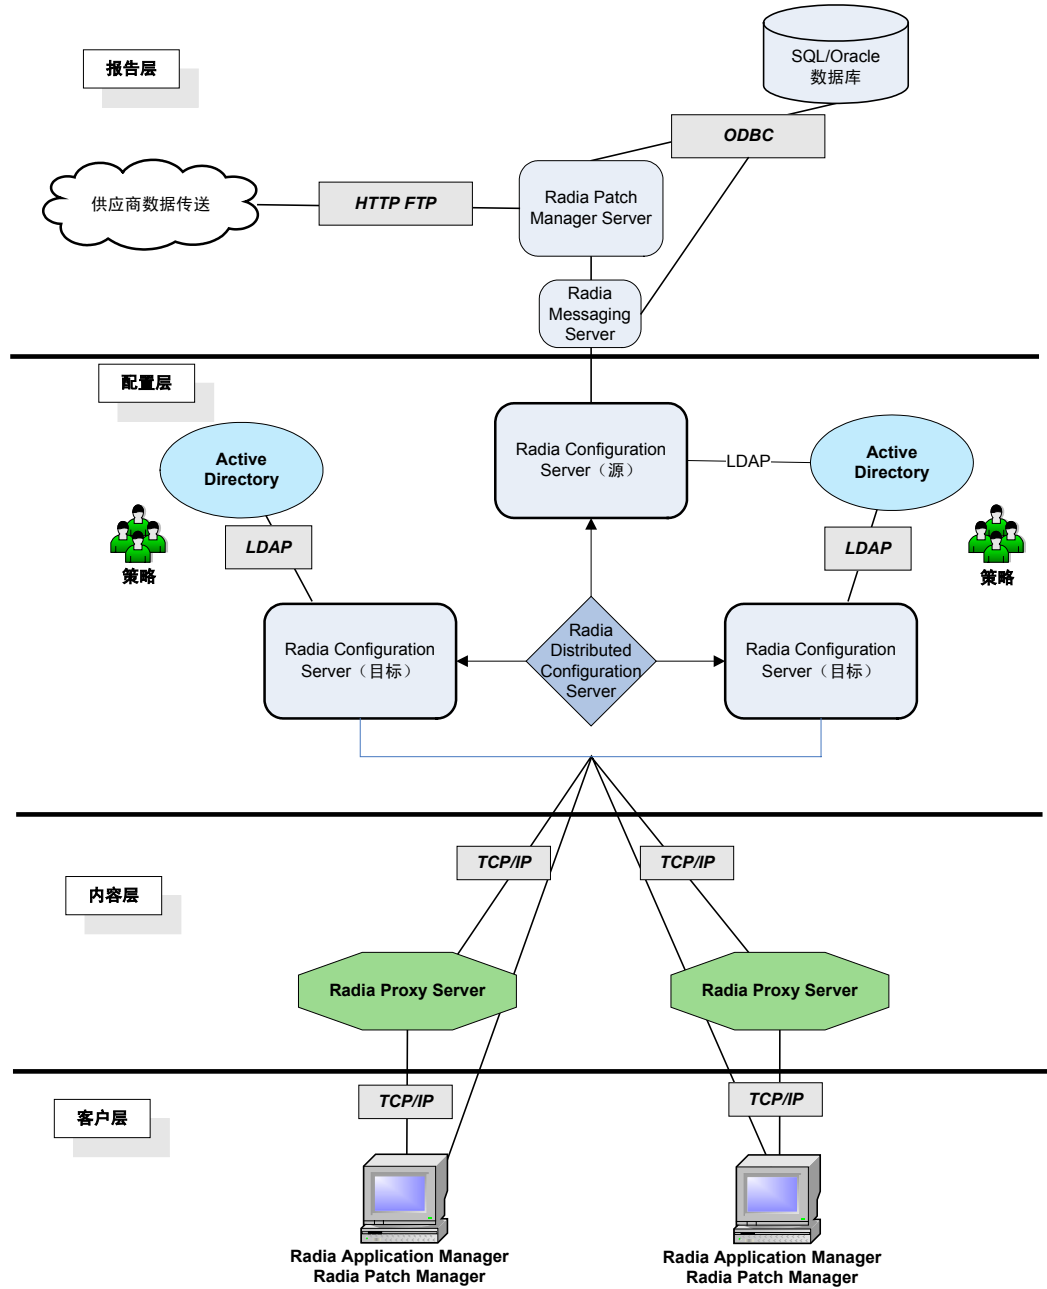 SQL/Oracle
数据库
报告层
ODBC
供应商数据传送
HTTP FTP
Radia Patch
Manager Server
Radia
Messaging
Server
配置层
Active
Directory
Radia Configuration
Server（源）
LDAP
Active
Directory
LDAP
LDAP
策略
策略
Radia Configuration
Server（目标）
Radia
Distributed
Configuration
Server
Radia Configuration
Server（目标）
TCP/IP
TCP/IP
内容层
Radia Proxy Server
Radia Proxy Server
TCP/IP
TCP/IP
客户层
Radia Application Manager
Radia Patch Manager
Radia Application Manager
Radia Patch Manager